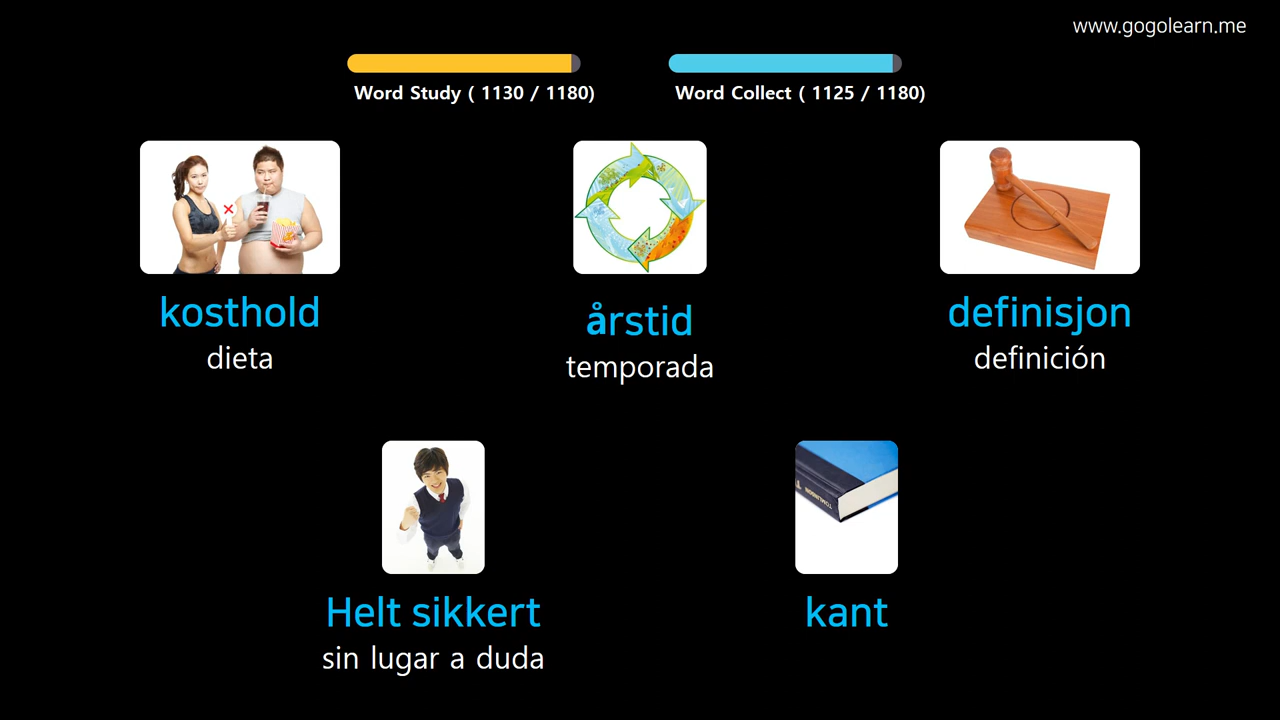 www.gogolearn.me
Word Study ( 1130 / 1180)
Word Collect ( 1125 / 1180)
kosthold
dieta
årstid
temporada
definisjon
definición
TOMLINSON
Helt sikkert
sin lugar a duda
kant